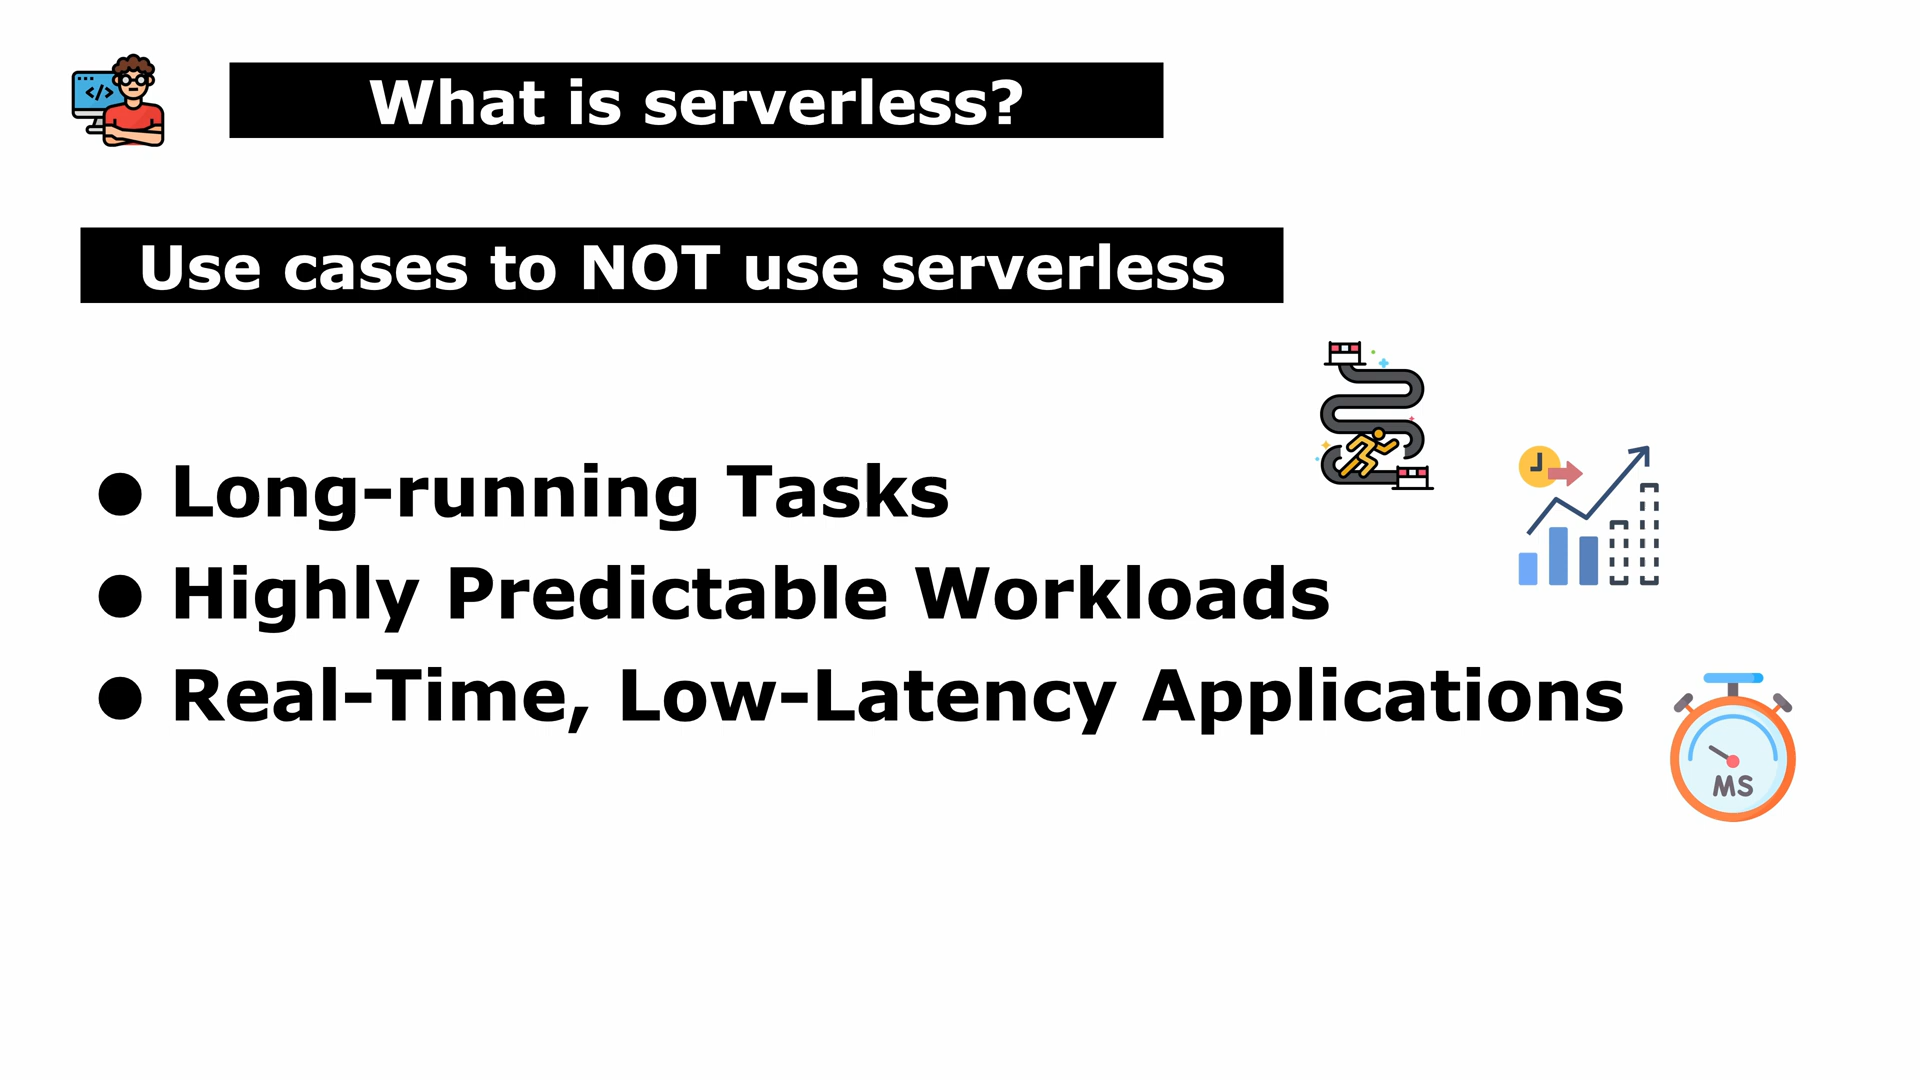 </>
What is serverless?
Use cases to NOT use serverless
● Long-running Tasks
● Highly Predictable Workloads
● Real-Time, Low-Latency Applications
MS